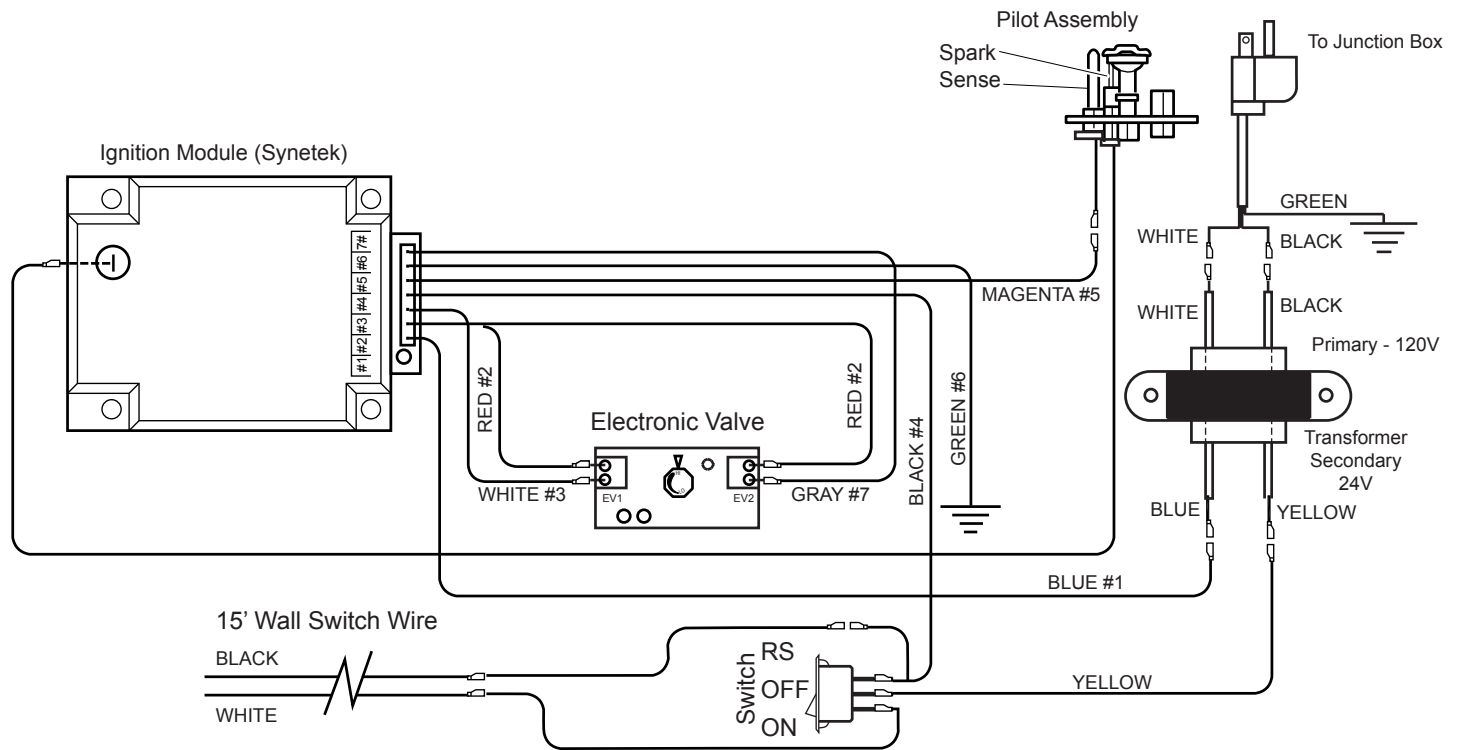 Pilot Assembly
Spark
Sense
To Junction Box
Ignition Module (Synetek)
GREEN
WHITE
BLACK
#1 #2 #3 #4 #5 #6 7#
MAGENTA #5
WHITE
BLACK
Primary - 120V
RED #2
RED #2
BLACK #4
GREEN #6
Electronic Valve
WHITE #3
EV1
EV2
GRAY #7
Transformer
Secondary
24V
BLUE
YELLOW
BLUE #1
15’ Wall Switch Wire
BLACK
WHITE
Switch
RS
OFF
ON
YELLOW